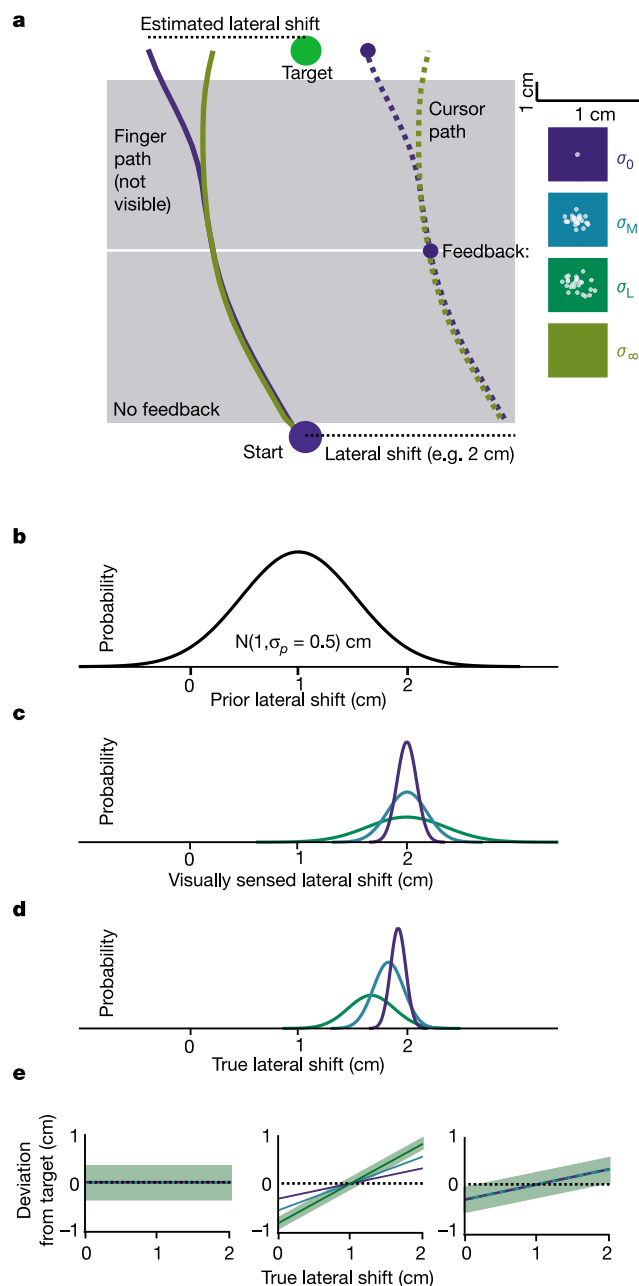 a
Estimated lateral shift
Target
1 cm
1 cm
Finger
path
(not
visible)
Cursor
path
σ0
σM
Feedback:
σL
σ∞
No feedback
Start
Lateral shift (e.g. 2 cm)
b
Probability
N(1,σp = 0.5) cm
0 1 2
Prior lateral shift (cm)
c
Probability
0 1 2
Visually sensed lateral shift (cm)
d
Probability
0 1 2
True lateral shift (cm)
e
Deviation
from target (cm)
1 1 1
0 0 0
−1 −1 −1
0 2 0 1 2 0 1 2
True lateral shift (cm)